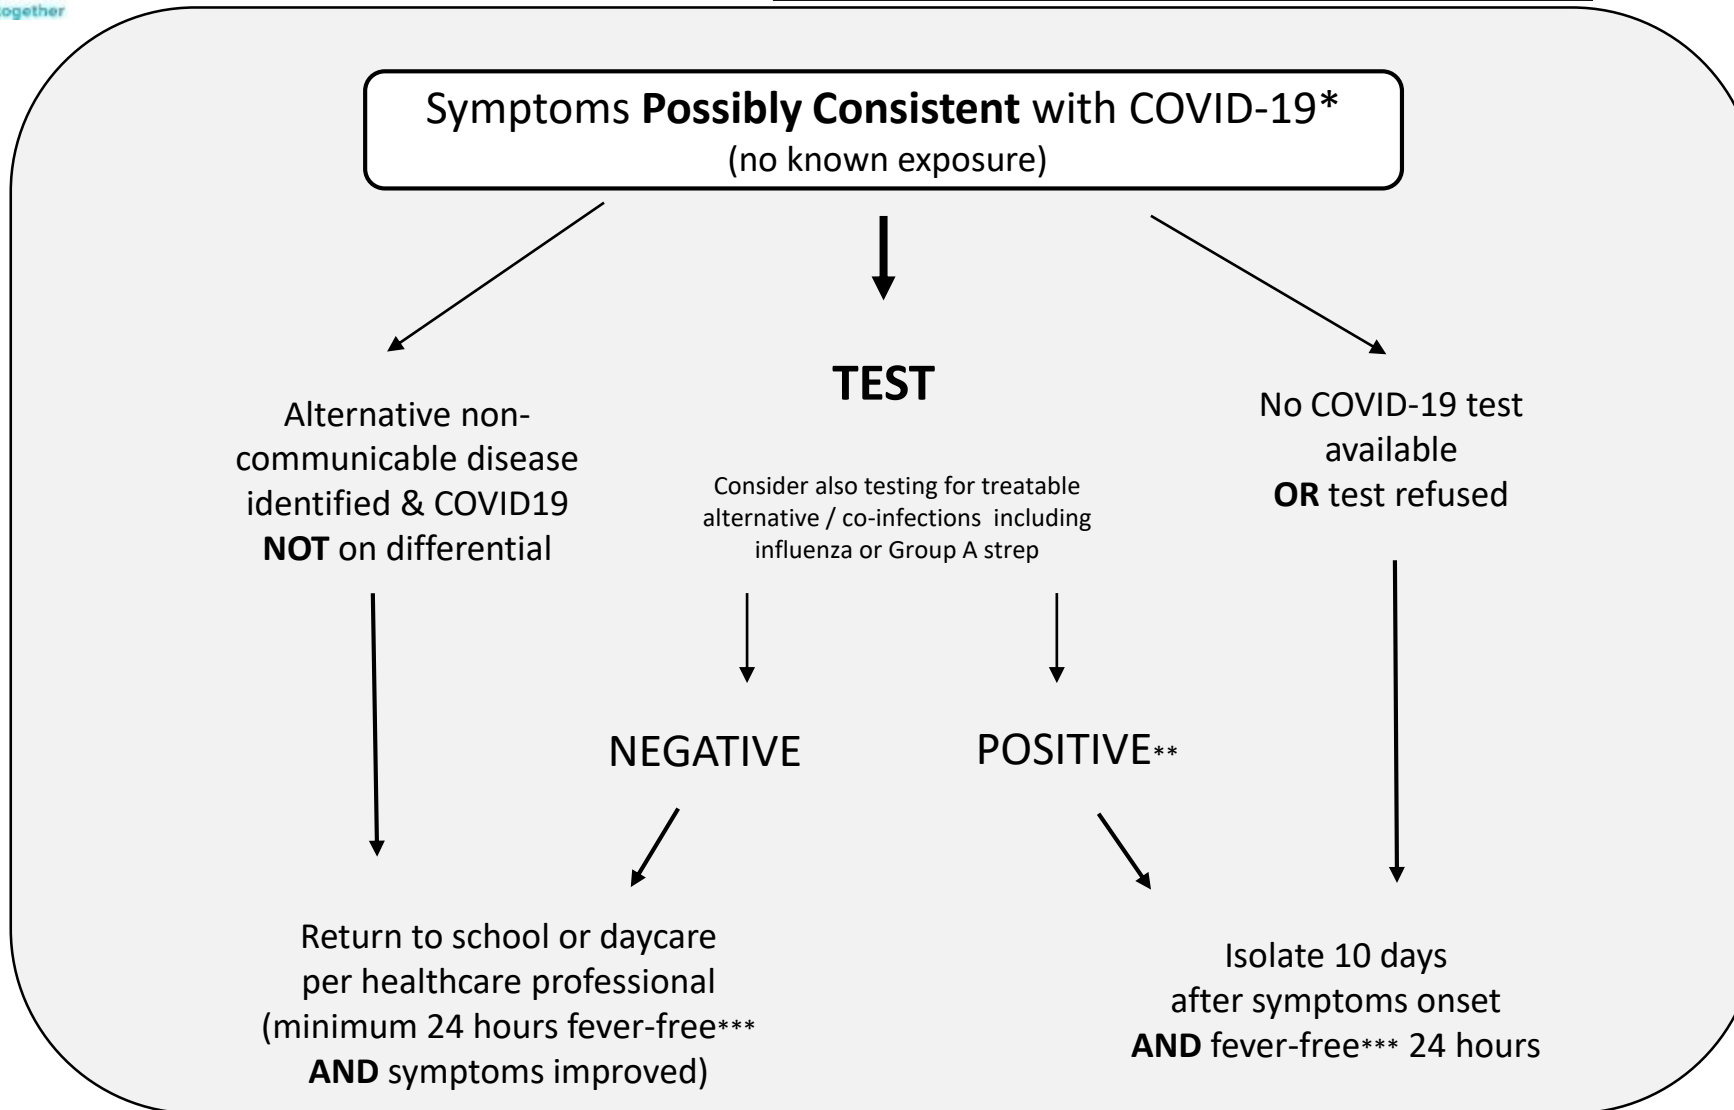 ogether
Symptoms Possibly Consistent with COVID-19*
(no known exposure)
Alternative non-
communicable disease
identified & COVID19
NOT on differential
TEST
Consider also testing for treatable
alternative / co-infections including
influenza or Group A strep
No COVID-19 test
available
OR test refused
NEGATIVE
POSITIVE**
Return to school or daycare
per healthcare professional
(minimum 24 hours fever-free***
AND symptoms improved)
Isolate 10 days
after symptoms onset
AND fever-free*** 24 hours